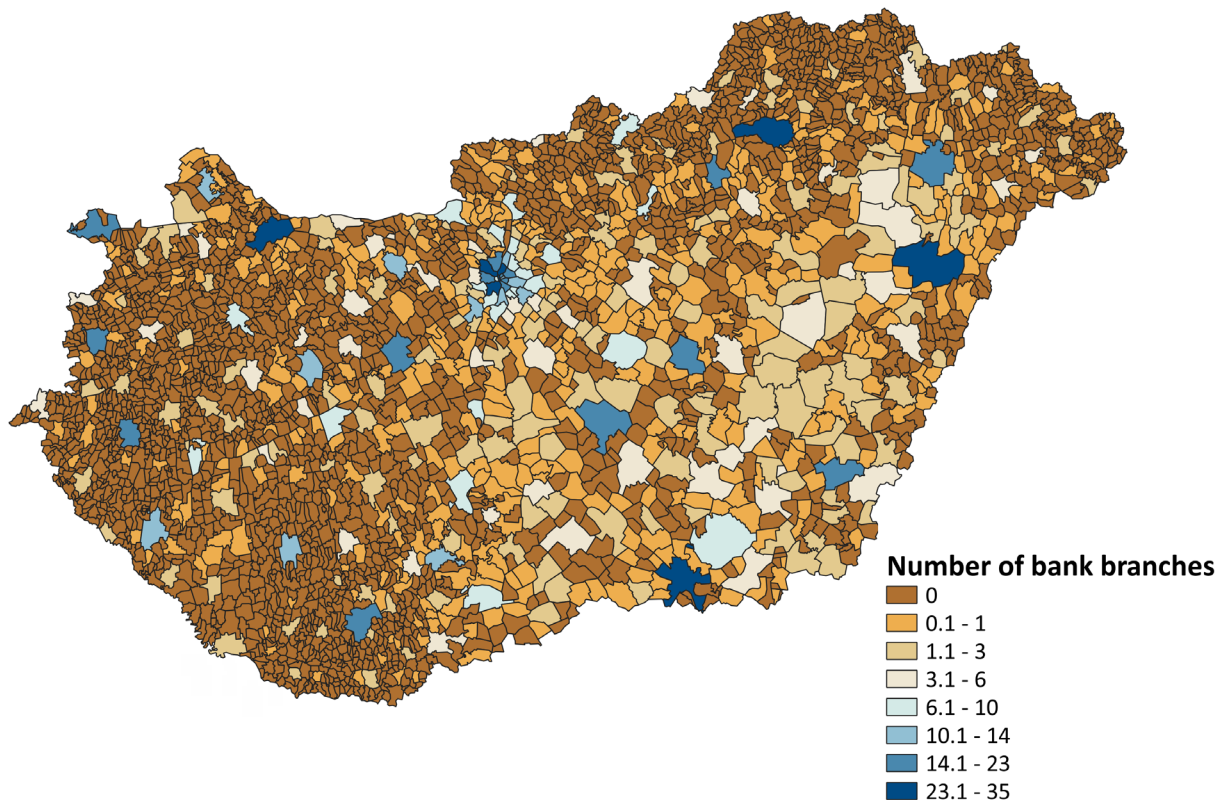 Number of bank branches
0
0.1 - 1
1.1 - 3
3.1 - 6
6.1 - 10
10.1 - 14
14.1 - 23
23.1 - 35